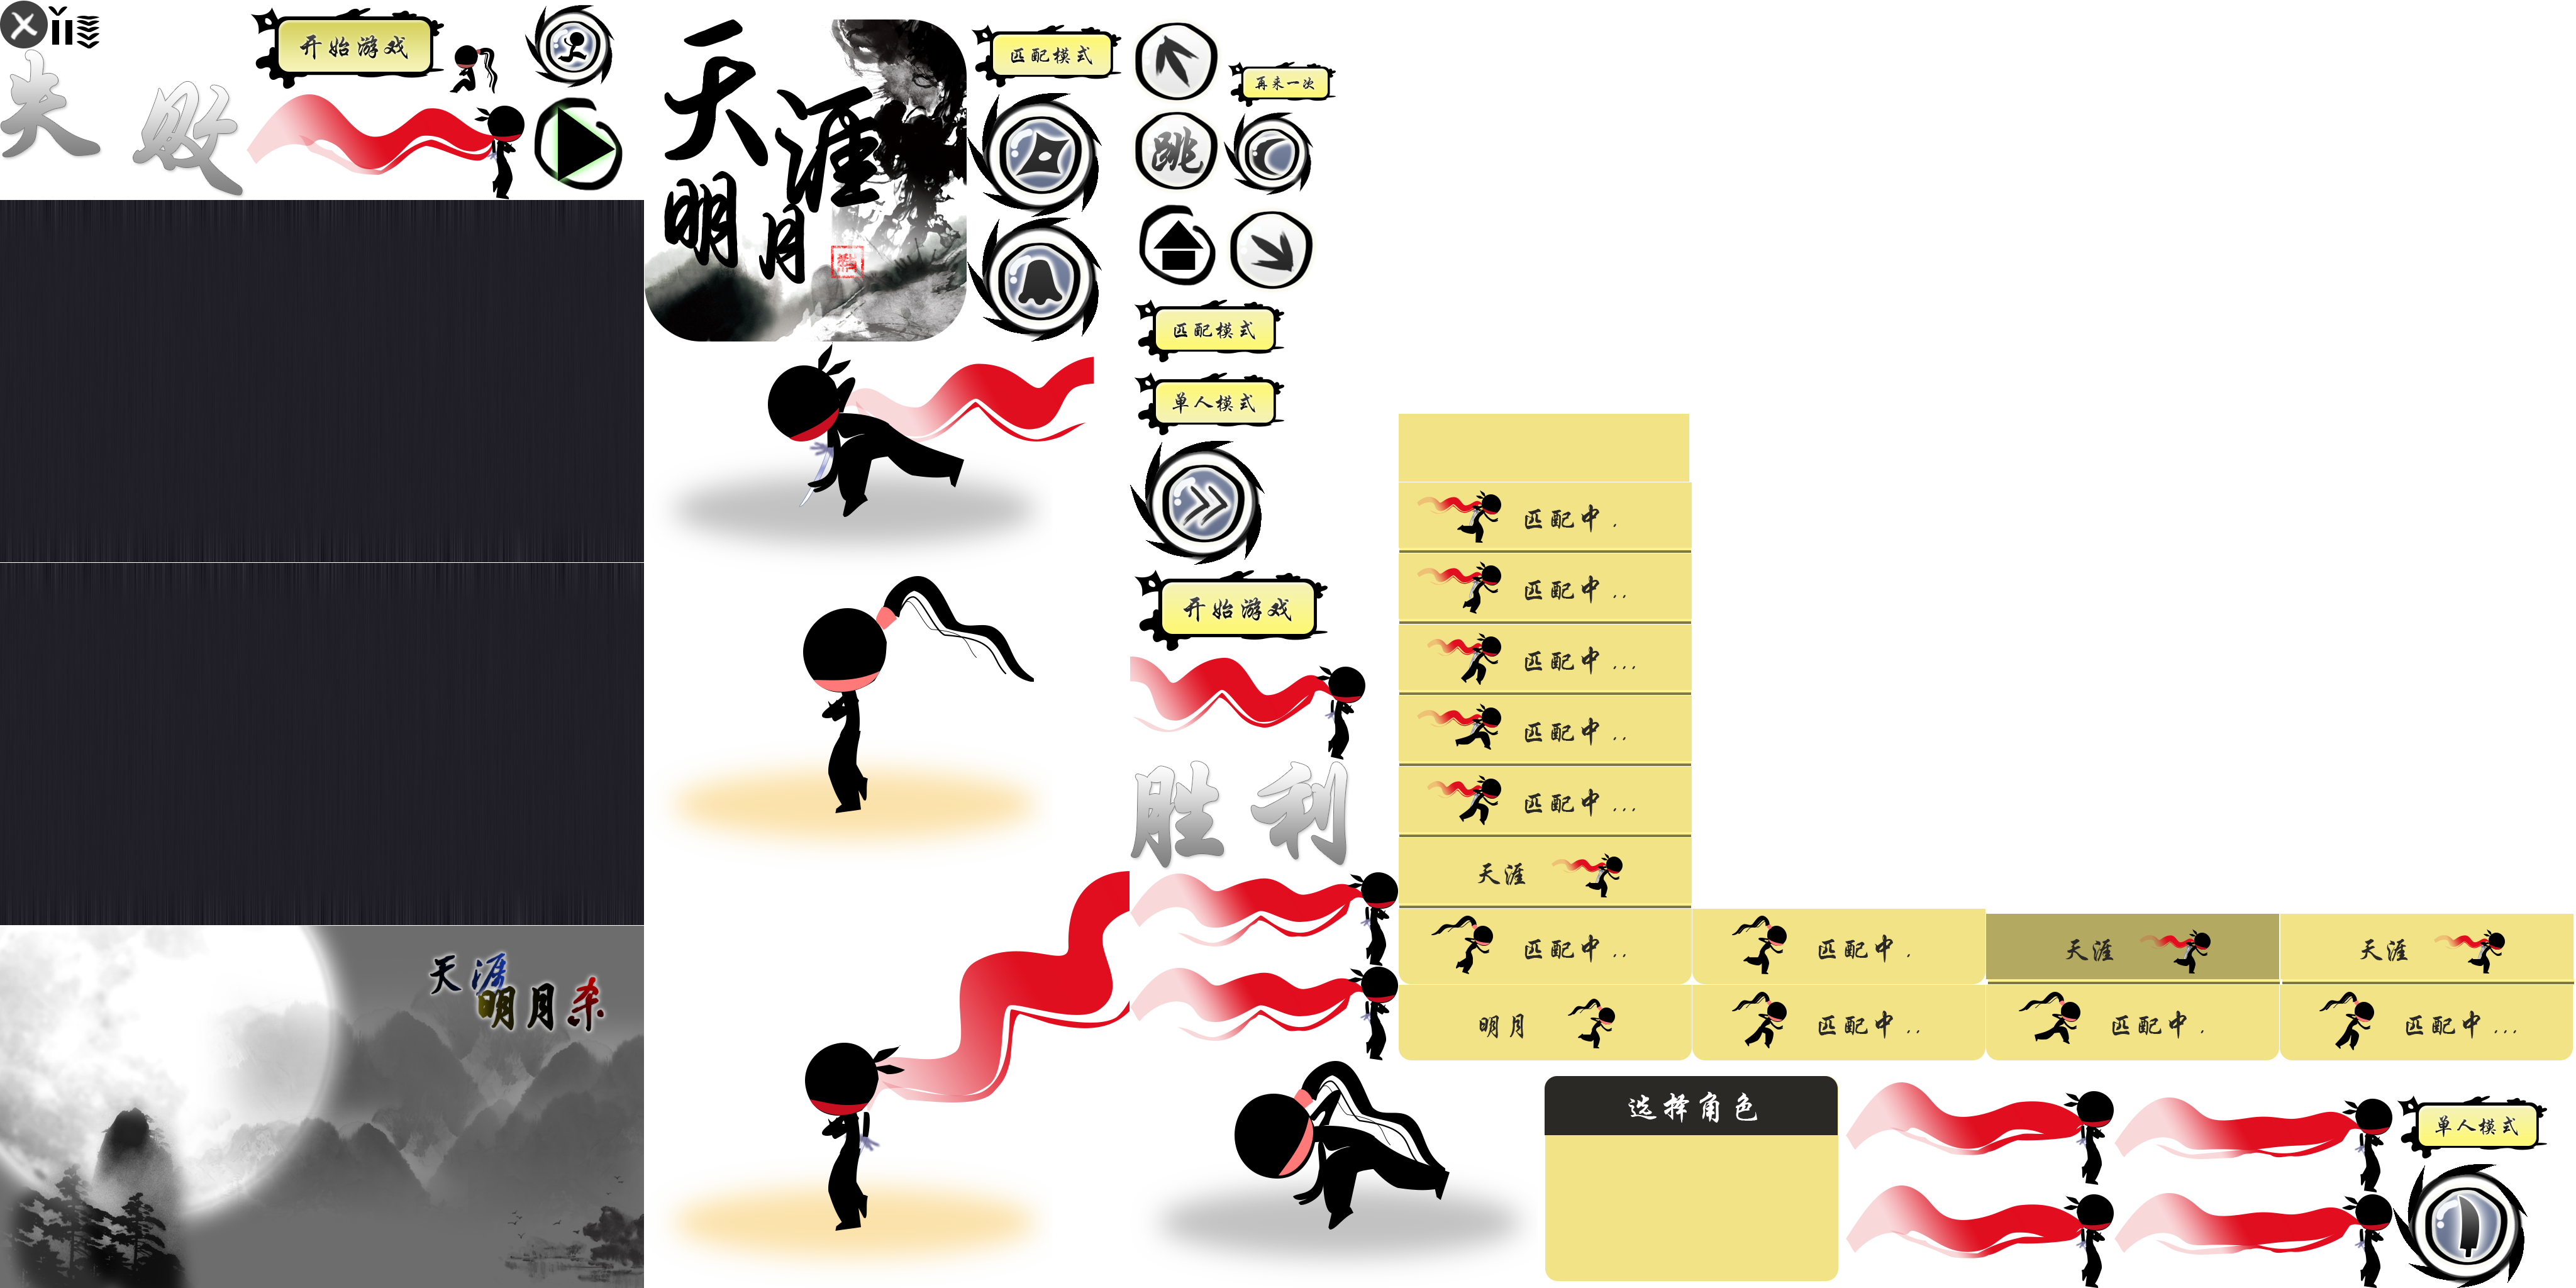 失败
开始游戏
天涯
明月
匹配模式
再来一次
跳
匹配模式
单人模式
开始游戏
胜利
匹配中.
匹配中..
匹配中...
匹配中..
匹配中...
天涯
匹配中..
匹配中.
天涯
天涯
明月
匹配中..
匹配中.
匹配中...
天涯
明月杀
选择角色
单人模式